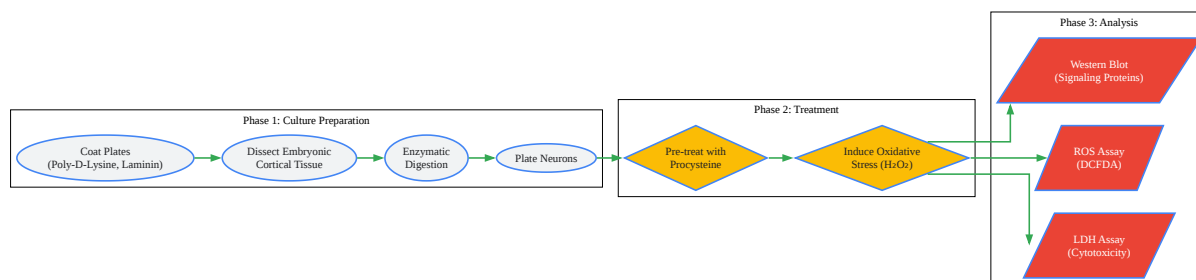 Phase 1: Culture Preparation
Coat Plates
(Poly-D-Lysine, Laminin)
Dissect Embryonic
Cortical Tissue
Enzymatic
Digestion
Plate Neurons
Phase 2: Treatment
Pre-treat with
Procysteine
Induce Oxidative
Stress (H₂O₂)
Phase 3: Analysis
Western Blot
(Signaling Proteins)
ROS Assay
(DCFDA)
LDH Assay
(Cytotoxicity)